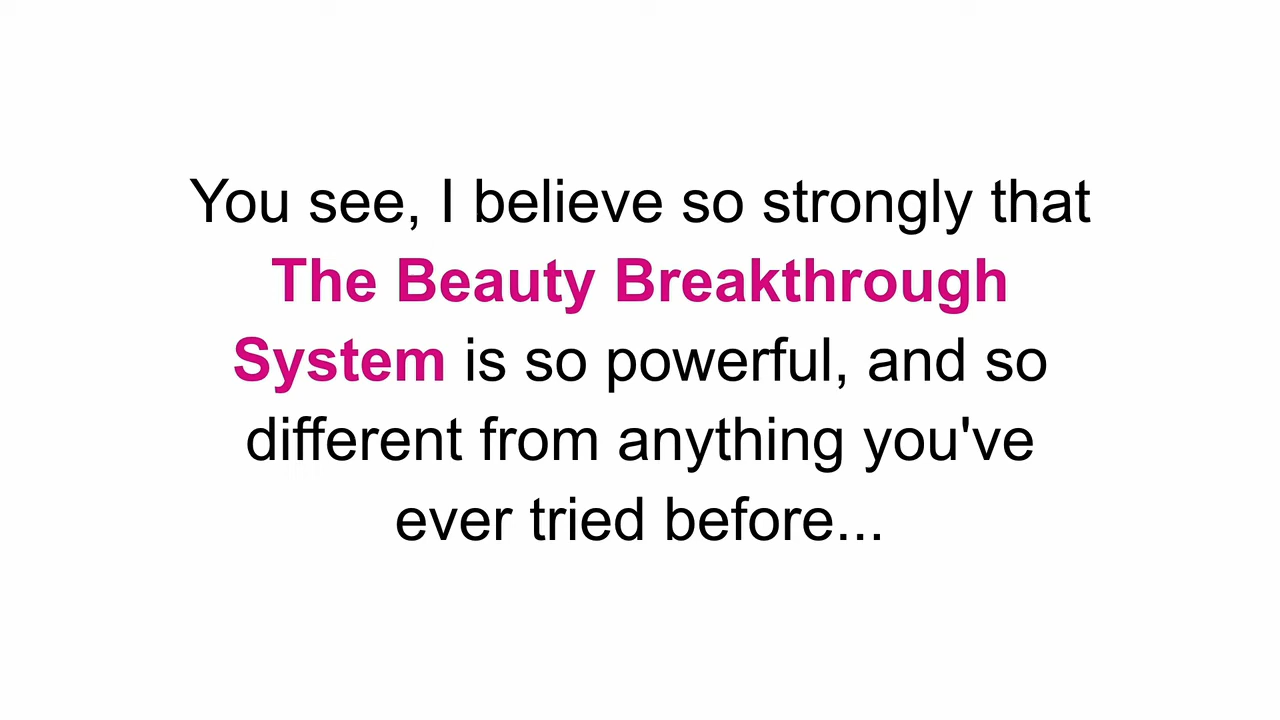 You see, I believe so strongly that
The Beauty Breakthrough
System is so powerful, and so
different from anything you've
ever tried before...